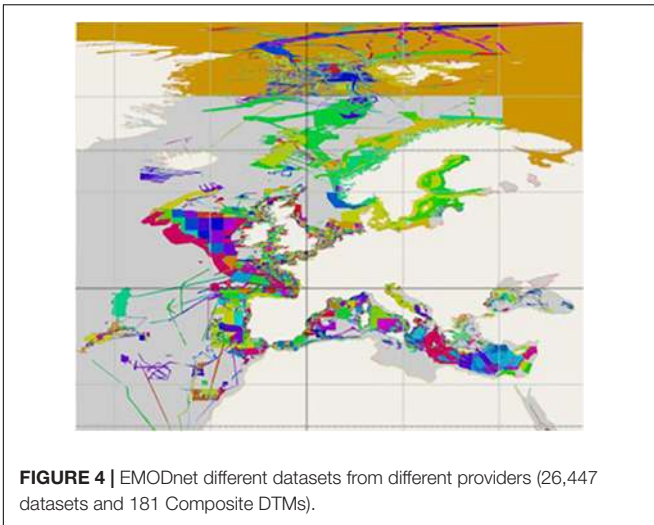 FIGURE 4 | EMODnet different datasets from different providers (26,447
datasets and 181 Composite DTMs).